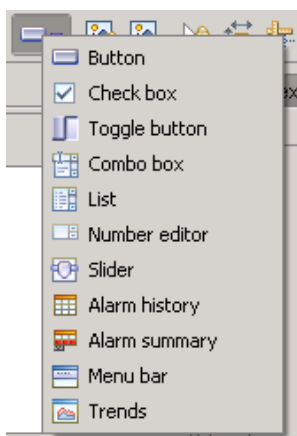 Button
Check box
Toggle button
Combo box
List
Number editor
Slider
Alarm history
Alarm summary
Menu bar
Trends